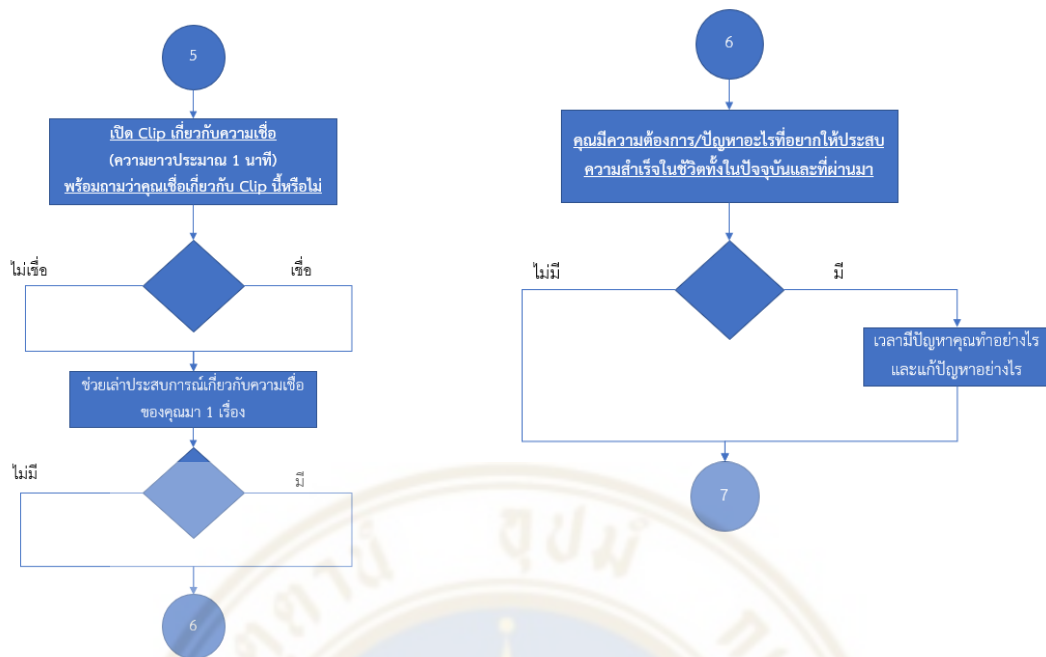 5
เปิด Clip เกี่ยวกับความเชื่อ
(ความยาวประมาณ 1 นาที)
พร้อมถามว่าคุณเชื่อเกี่ยวกับ Clip นี้หรือไม่
ไม่เชื่อ
เชื่อ
ช่วยเล่าประสบการณ์เกี่ยวกับความเชื่อ
ของคุณมา 1 เรื่อง
ไม่มี
มี
6
6
คุณมีความต้องการ/ปัญหาอะไรที่อยากให้ประสบ
ความสำเร็จในชีวิตทั้งในปัจจุบันและที่ผ่านมา
ไม่มี
มี
เวลามีปัญหาคุณทำอย่างไร
และแก้ปัญหาอย่างไร
7
อุปมํ